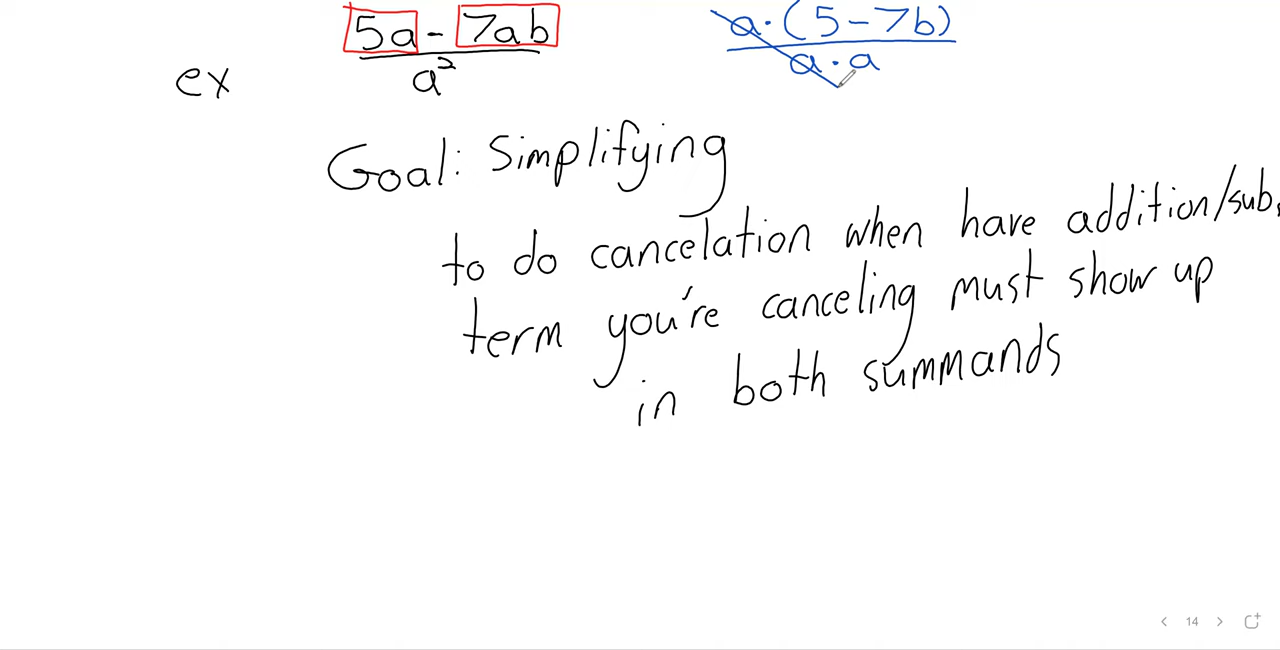 5a - 7ab
a · (5 - 7b)
a²
a · a
ex
Goal: Simplifying
to do cancelation when have addition/sub.
term you're canceling must show up
in both summands
14